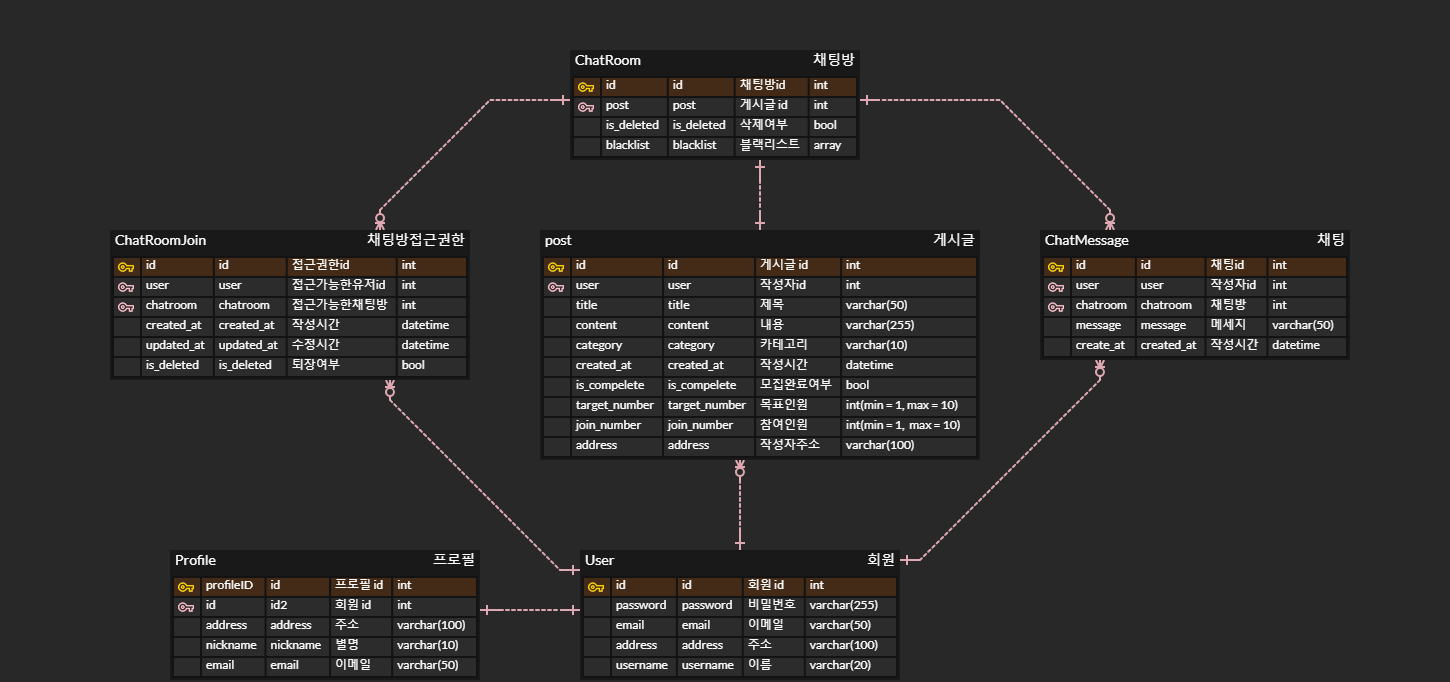 ChatRoom 채팅방
id id 채팅방id int
post post 게시글 id int
is_deleted is_deleted 삭제여부 bool
blacklist blacklist 블랙리스트 array
ChatRoomJoin 채팅방접근권한
id id 접근권한id int
user user 접근가능한유저id int
chatroom chatroom 접근가능한채팅방 int
created_at created_at 작성시간 datetime
updated_at updated_at 수정시간 datetime
is_deleted is_deleted 퇴장여부 bool
post 게시글
id id 게시글 id int
user user 작성자id int
title title 제목 varchar(50)
content content 내용 varchar(255)
category category 카테고리 varchar(10)
created_at created_at 작성시간 datetime
is_compelete is_compelete 모집완료여부 bool
target_number target_number 목표인원 int(min = 1, max = 10)
join_number join_number 참여인원 int(min = 1, max = 10)
address address 작성자주소 varchar(100)
ChatMessage 채팅
id id 채팅id int
user user 작성자id int
chatroom chatroom 채팅방 int
message message 메세지 varchar(50)
create_at created_at 작성시간 datetime
Profile 프로필
profileID id 프로필 id int
id id2 회원 id int
address address 주소 varchar(100)
nickname nickname 별명 varchar(10)
email email 이메일 varchar(50)
User 회원
id id 회원 id int
password password 비밀번호 varchar(255)
email email 이메일 varchar(50)
address address 주소 varchar(100)
username username 이름 varchar(20)